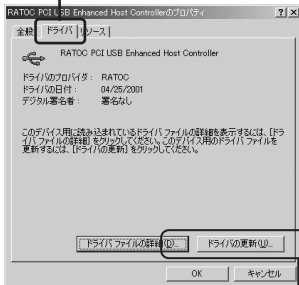 RATOC PCI USB Enhanced Host Controllerのプロパティ
全般 ドライバ リソース
RATOC PCI USB Enhanced Host Controller
ドライバのプロバイダ: RATOC
ドライバの日付: 04/25/2001
デジタル署名者: 署名なし
このデバイス用に読み込まれているドライバ ファイルの詳細を表示するには、[ドラ
イバ ファイルの詳細] をクリックしてください。このデバイス用のドライバ ファイルを
更新するには、[ドライバの更新] をクリックしてください。
ドライバ ファイルの詳細(D)... ドライバの更新(U)...
OK キャンセル